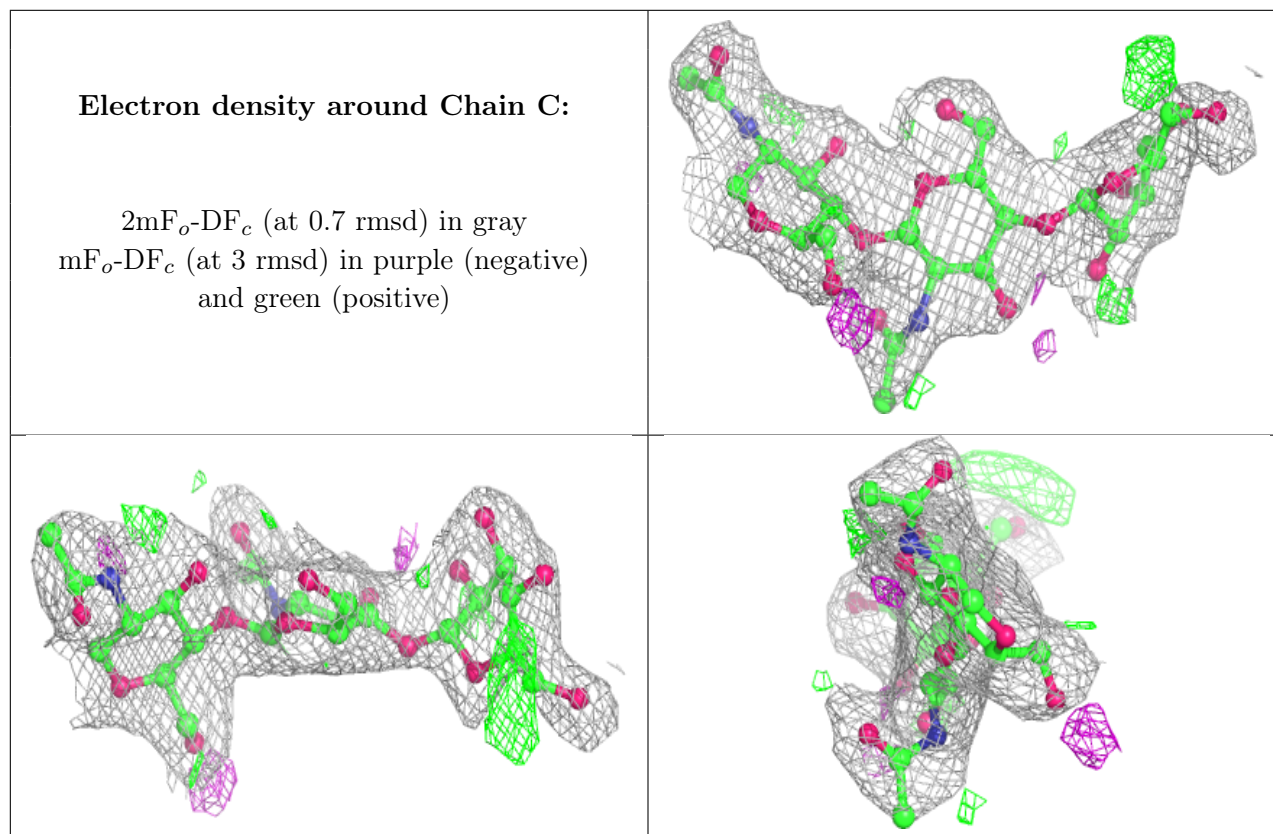 Electron density around Chain C:
2mFₒ-DF𝑐 (at 0.7 rmsd) in gray
mFₒ-DF𝑐 (at 3 rmsd) in purple (negative)
and green (positive)